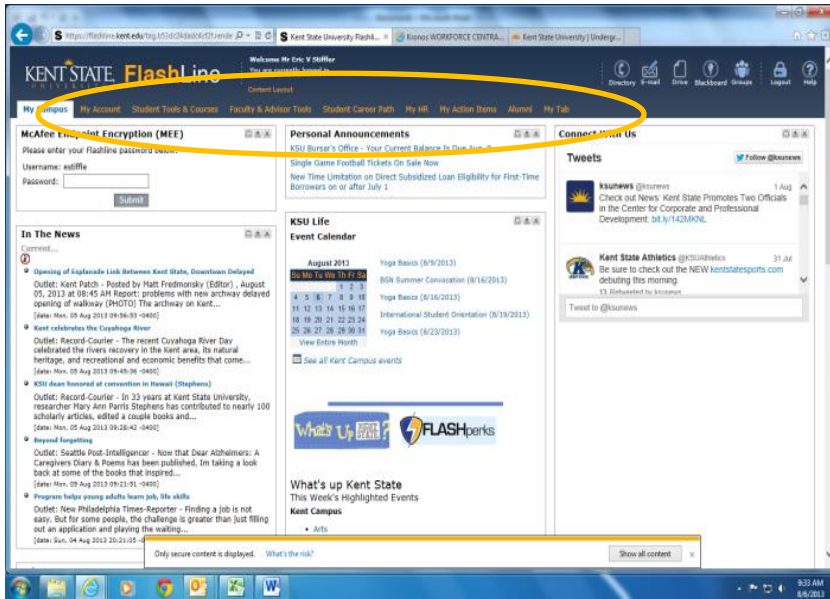 Kent State University Flashli...
Kronos WORKFORCE CENTRA...
Kent State University | Undergr...
KENT STATE
UNIVERSITY
FlashLine
Welcome Mr Eric V Stiffler
You are currently logged in
Content Layout
Directory E-mail Drive Blackboard Groups Logout Help
My Campus My Account Student Tools & Courses Faculty & Advisor Tools Student Career Path My HR My Action Items Alumni My Tab
McAfee Endpoint Encryption (MEE)
Please enter your Flashline password below.
Username: estiffle
Password:
Submit
In The News
Current...
Opening of Esplanade Link Between Kent State, Downtown Delayed
Outlet: Kent Patch - Posted by Matt Fredmonsky (Editor) , August
05, 2013 at 08:45 AM Report: problems with new archway delayed
opening of walkway (PHOTO) The archway on Kent...
[date: Mon. 05 Aug 2013 09:56:53 -0400]
Kent celebrates the Cuyahoga River
Outlet: Record-Courier - The recent Cuyahoga River Day
celebrated the rivers recovery in the Kent area, its natural
heritage, and recreational and economic benefits that come...
[date: Mon. 05 Aug 2013 09:45:36 -0400]
KSU dean honored at convention in Hawaii (Stephens)
Outlet: Record-Courier - In 33 years at Kent State University,
researcher Mary Ann Parris Stephens has contributed to nearly 100
scholarly articles, edited a couple books and...
[date: Mon. 05 Aug 2013 09:28:42 -0400]
Beyond forgetting
Outlet: Seattle Post-Intelligencer - Now that Dear Alzheimers: A
Caregivers Diary & Poems has been published, Im taking a look
back at some of the books that inspired...
[date: Mon. 05 Aug 2013 09:21:51 -0400]
Program helps young adults learn job, life skills
Outlet: New Philadelphia Times-Reporter - Finding a job is not
easy. But for some people, the challenge is greater than just filling
out an application and playing the waiting...
[date: Sun. 04 Aug 2013 20:21:05
Personal Announcements
KSU Bursar's Office - Your Current Balance Is Due Aug.
Single Game Football Tickets On Sale Now
New Time Limitation on Direct Subsidized Loan Eligibility for First-Time
Borrowers on or after July 1
KSU Life
Event Calendar
August 2013
Su Mo Tu We Th Fr Sa
1 2 3
4 5 6 7 8 9 10
11 12 13 14 15 16 17
18 19 20 21 22 23 24
25 26 27 28 29 30 31
View Entire Month
Yoga Basics (8/9/2013)
BSN Summer Convocation (8/16/2013)
Yoga Basics (8/16/2013)
International Student Orientation (8/19/2013)
Yoga Basics (8/23/2013)
See all Kent Campus events
What's Up KENT STATE?
FLASHperks
What's up Kent State
This Week's Highlighted Events
Kent Campus
Arts
Connect With Us
Tweets
Follow @ksunews
ksunews @ksunews 1 Aug
Check out News: Kent State Promotes Two Officials
in the Center for Corporate and Professional
Development: bit.ly/142MKNL
Kent State Athletics @KSUAthletics 31 Jul
Be sure to check out the NEW kentstatesports.com
debuting this morning.
13 Retweeted by ksunews
Tweet to @ksunews
Only secure content is displayed. What's the risk?
Show all content
9:33 AM
8/6/2013